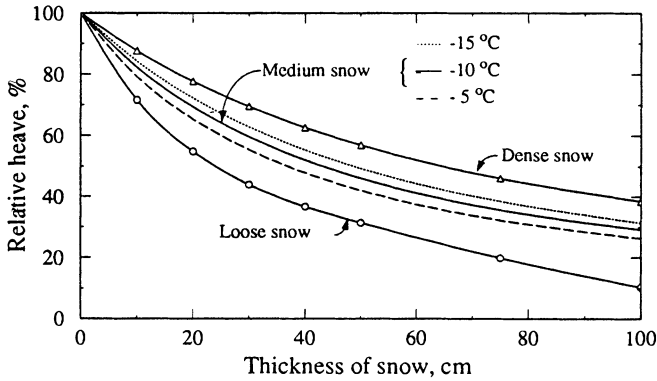 100
80
60
40
20
0
Relative heave, %
-15 °C
Medium snow
-10 °C
- 5 °C
Dense snow
Loose snow
0 20 40 60 80 100
Thickness of snow, cm